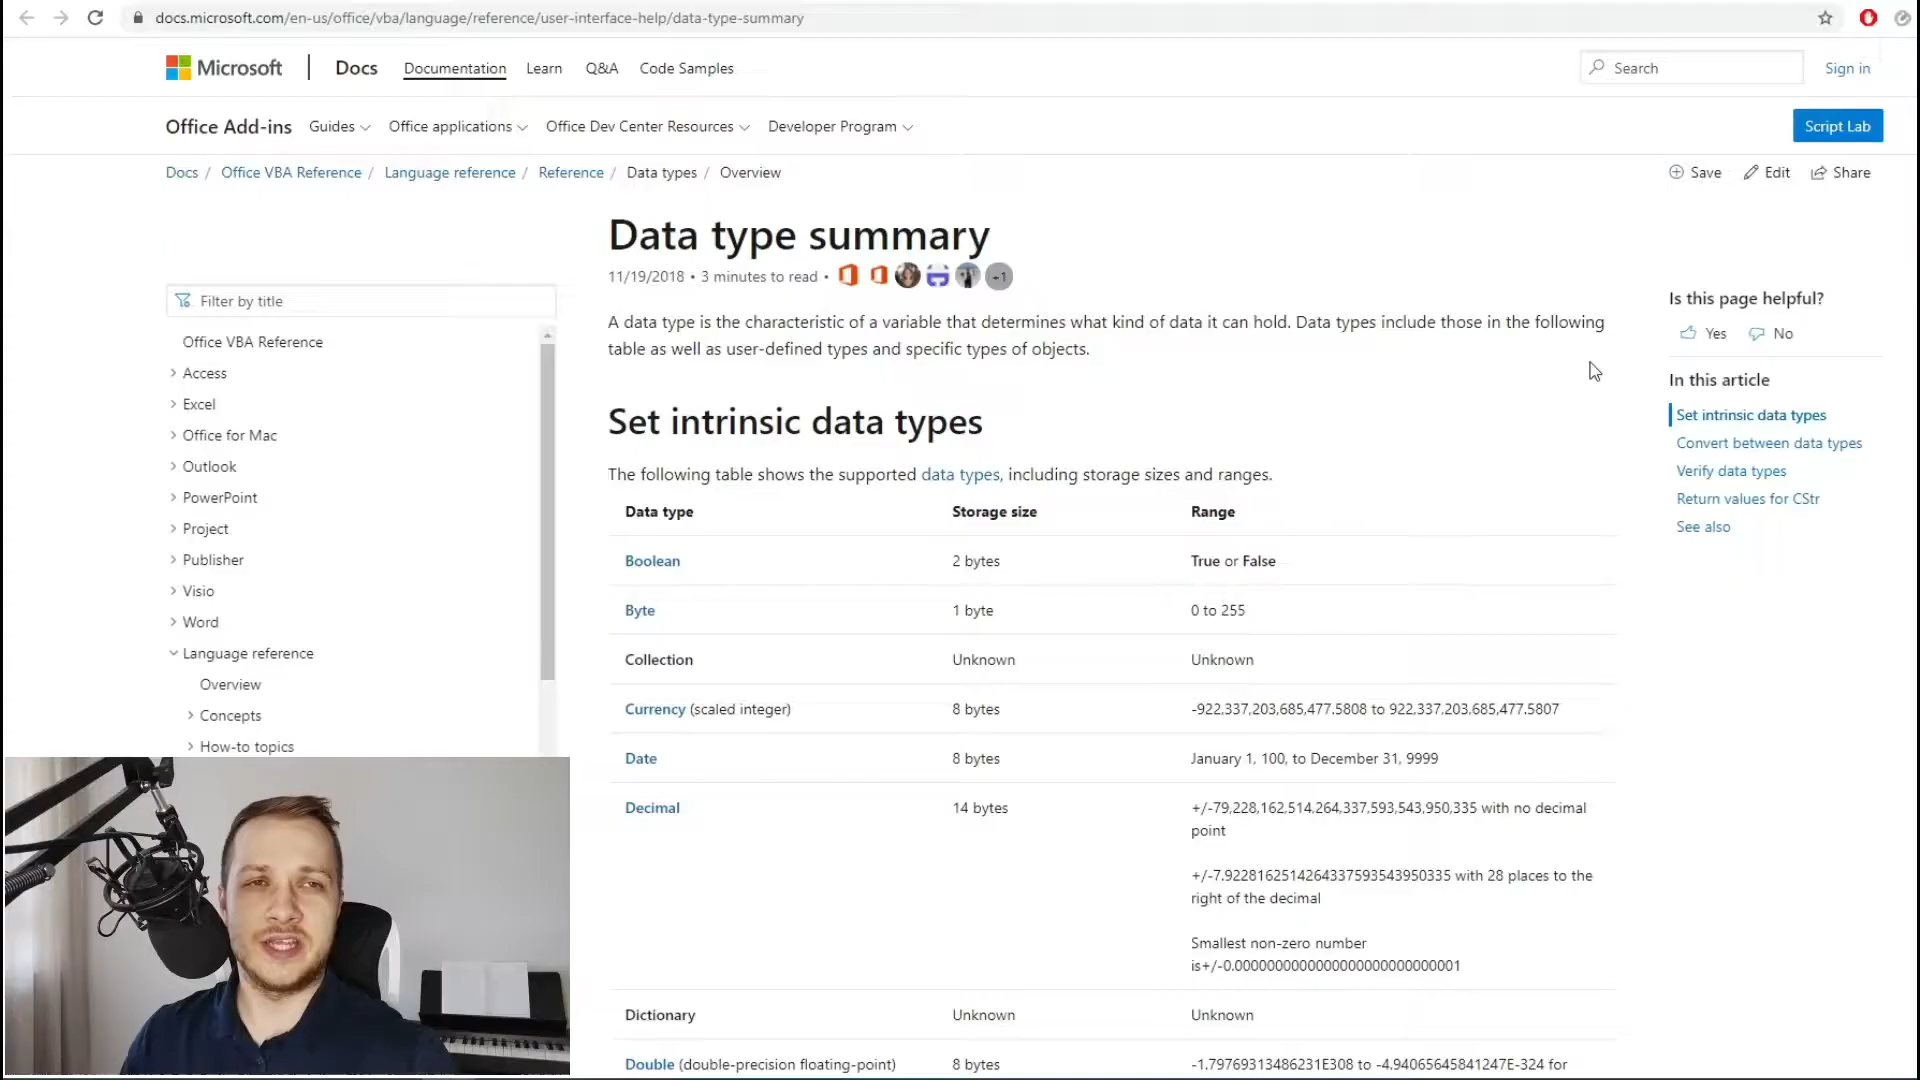 docs.microsoft.com/en-us/office/vba/language/reference/user-interface-help/data-type-summary
Microsoft Docs Documentation Learn Q&A Code Samples Search Sign in
Office Add-ins Guides Office applications Office Dev Center Resources Developer Program Script Lab
Docs / Office VBA Reference / Language reference / Reference / Data types / Overview Save Edit Share
Data type summary
11/19/2018 • 3 minutes to read • +1
A data type is the characteristic of a variable that determines what kind of data it can hold. Data types include those in the following
table as well as user-defined types and specific types of objects.
Filter by title
Office VBA Reference
Access
Excel
Office for Mac
Outlook
PowerPoint
Project
Publisher
Visio
Word
Language reference
Overview
Concepts
How-to topics
Set intrinsic data types
The following table shows the supported data types, including storage sizes and ranges.
Data type Storage size Range
Boolean 2 bytes True or False
Byte 1 byte 0 to 255
Collection Unknown Unknown
Currency (scaled integer) 8 bytes -922,337,203,685,477.5808 to 922,337,203,685,477.5807
Date 8 bytes January 1, 100, to December 31, 9999
Decimal 14 bytes +/-79,228,162,514,264,337,593,543,950,335 with no decimal
point
+/-7.9228162514264337593543950335 with 28 places to the
right of the decimal
Smallest non-zero number
is+/-0.0000000000000000000000000001
Dictionary Unknown Unknown
Double (double-precision floating-point) 8 bytes -1.79769313486231E308 to -4.94065645841247E-324 for
Is this page helpful?
Yes No
In this article
Set intrinsic data types
Convert between data types
Verify data types
Return values for CStr
See also